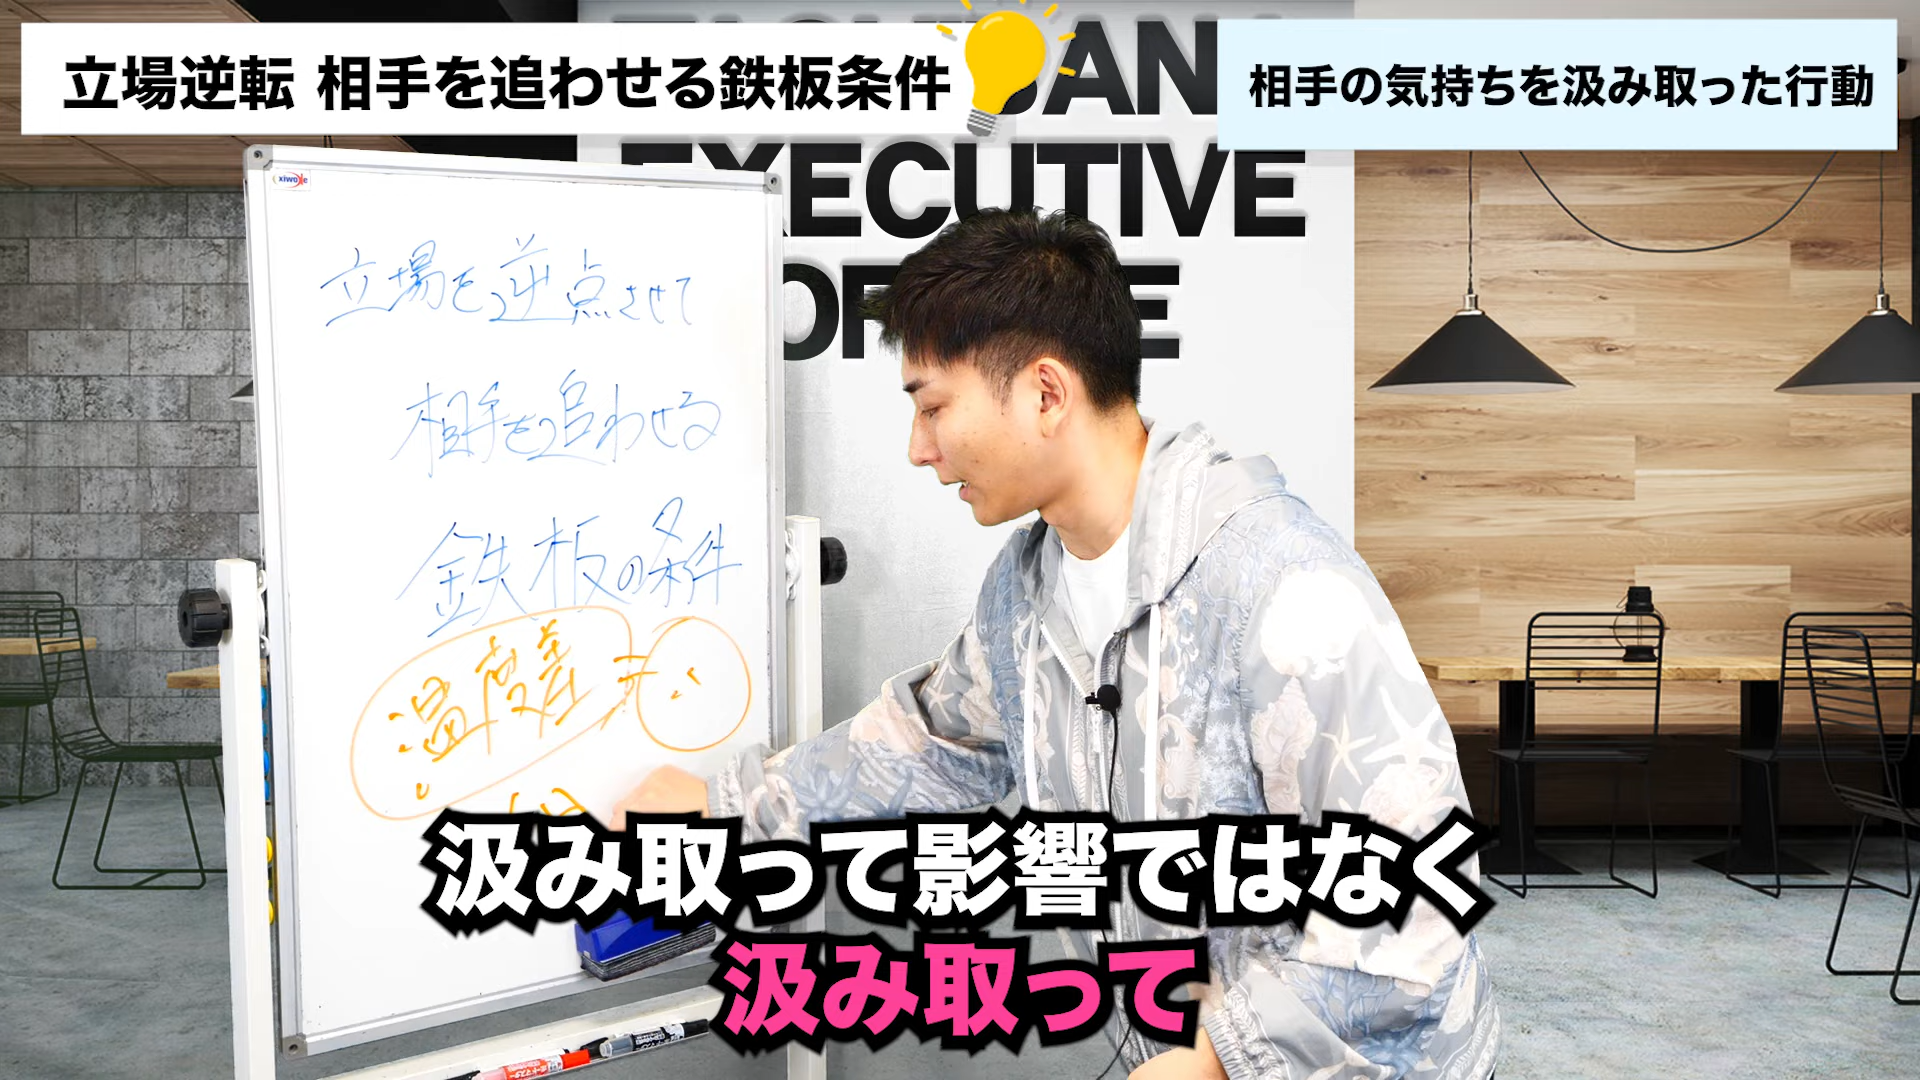 立場逆転 相手を追わせる鉄板条件
相手の気持ちを汲み取った行動
EXECUTIVE
xiwoxe
立場を逆点させて
相手を追わせる
鉄板の条件
温度差
汲み取って影響ではなく
汲み取って